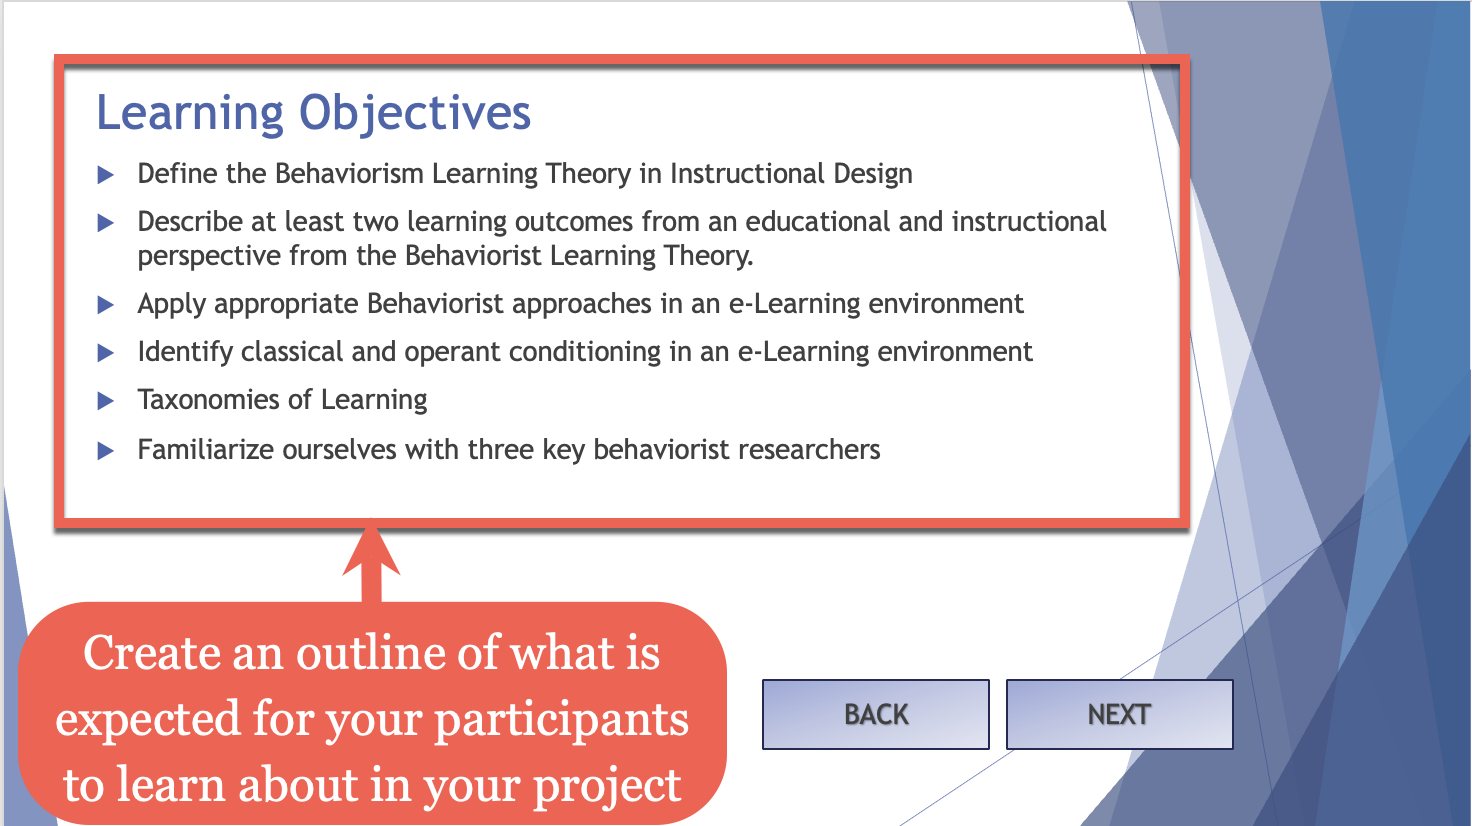 Learning Objectives
Define the Behaviorism Learning Theory in Instructional Design
Describe at least two learning outcomes from an educational and instructional
perspective from the Behaviorist Learning Theory.
Apply appropriate Behaviorist approaches in an e-Learning environment
Identify classical and operant conditioning in an e-Learning environment
Taxonomies of Learning
Familiarize ourselves with three key behaviorist researchers
Create an outline of what is
expected for your participants
to learn about in your project
BACK
NEXT